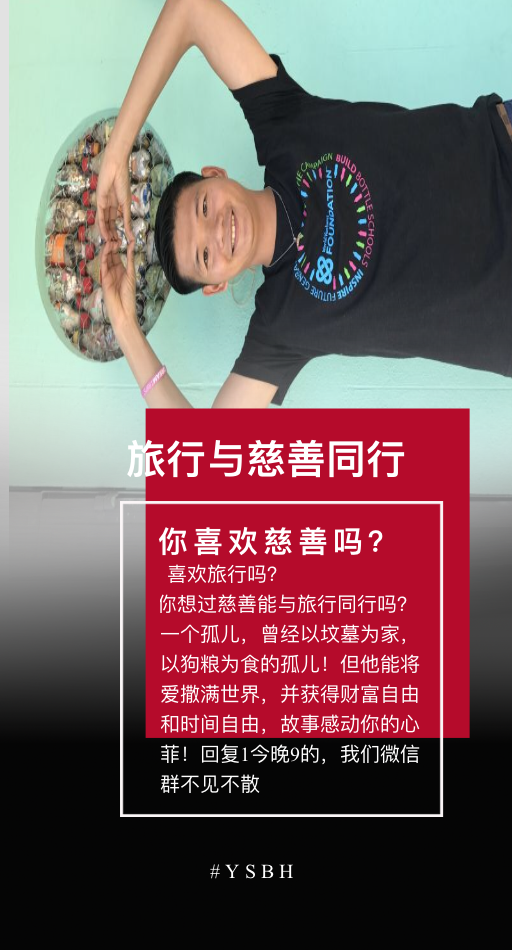 THE CAMPAIGN BUILD BOTTLE SCHOOLS
INSPIRE FUTURE GENERA
FOUNDATION
旅行与慈善同行
你喜欢慈善吗?
喜欢旅行吗?
你想过慈善能与旅行同行吗?
一个孤儿，曾经以坟墓为家，
以狗粮为食的孤儿！但他能将
爱撒满世界，并获得财富自由
和时间自由，故事感动你的心
菲！回复1今晚9的，我们微信
群不见不散
#YSBH